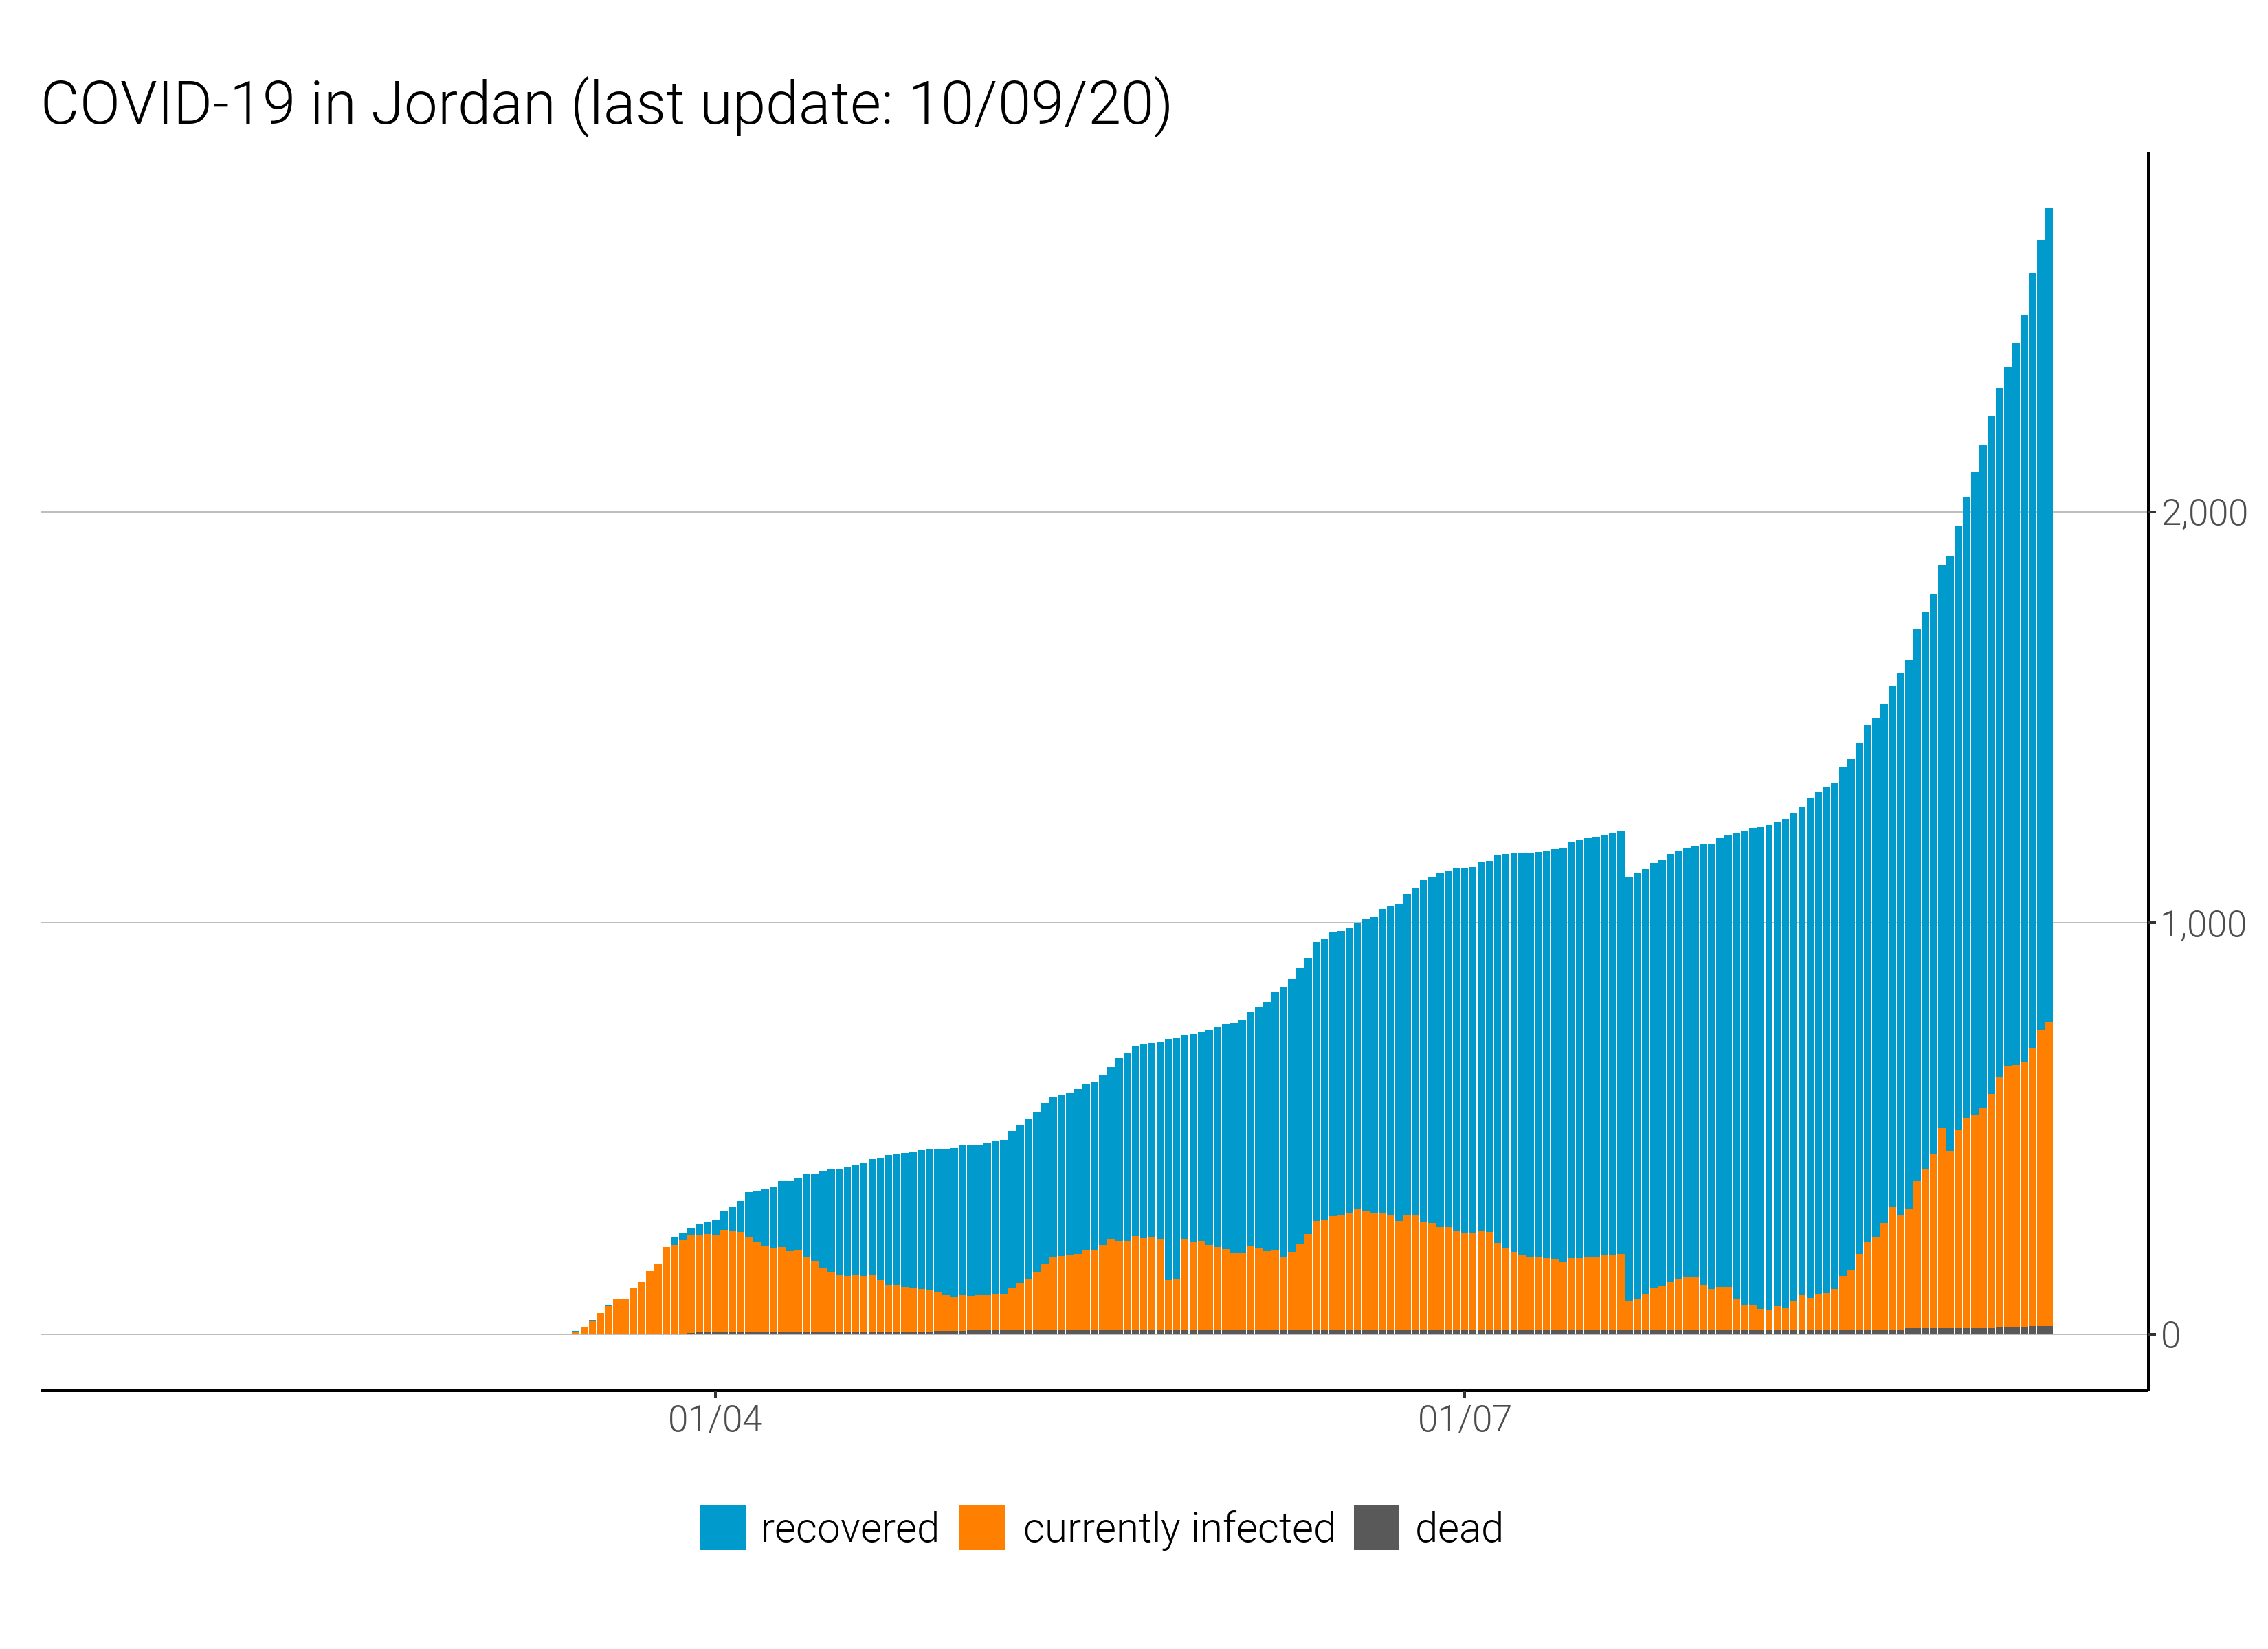 COVID-19 in Jordan (last update: 10/09/20)
2,000
1,000
0
01/04 01/07
recovered currently infected dead